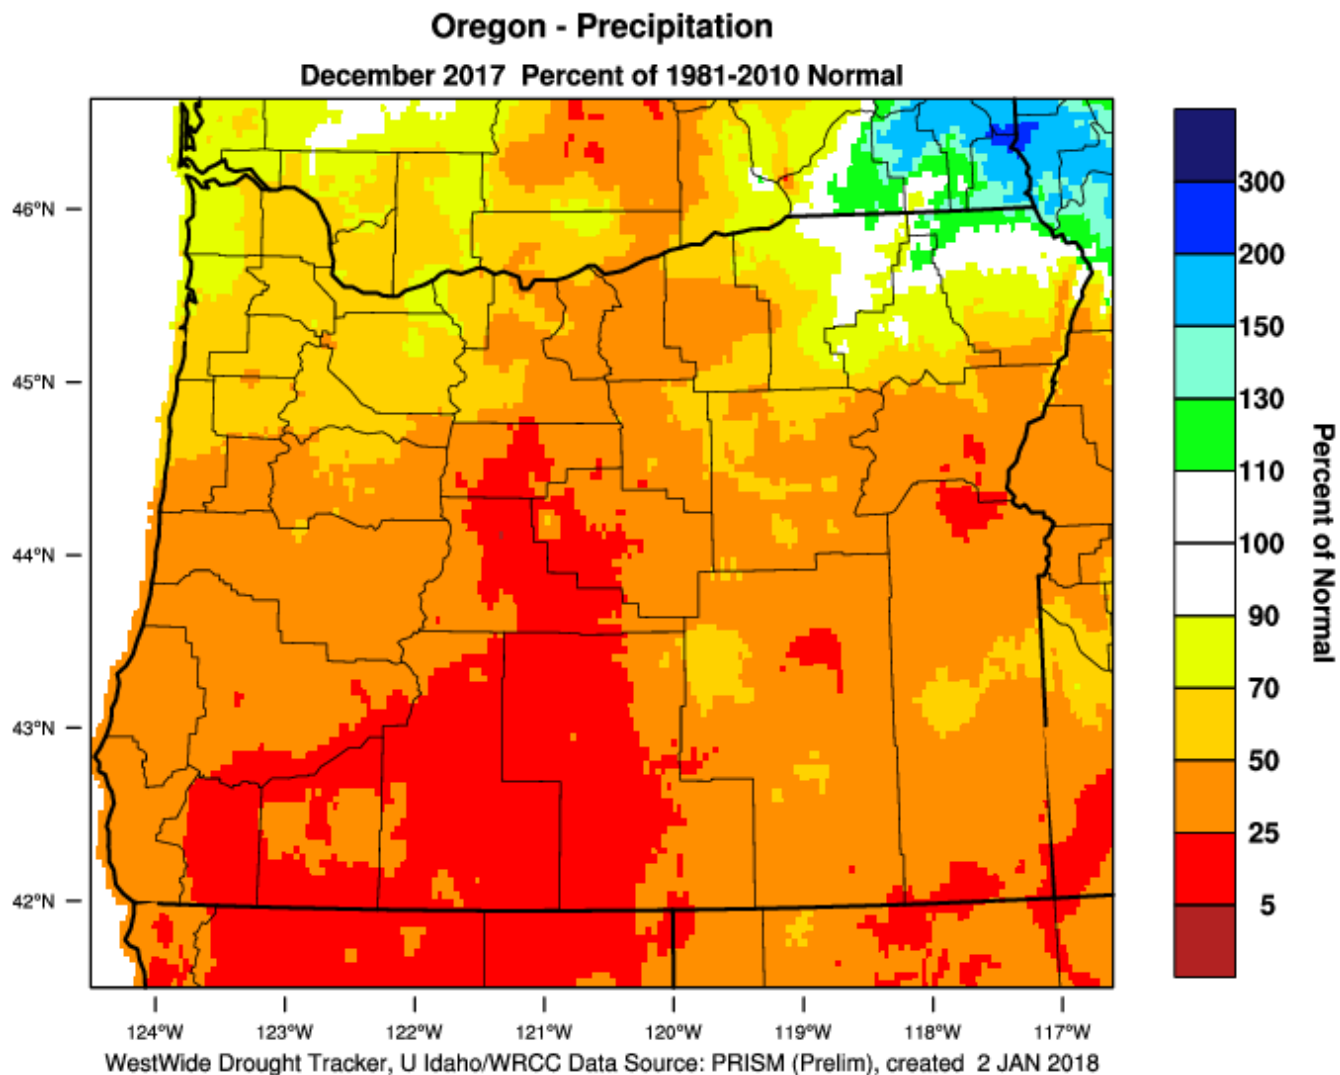 Oregon - Precipitation
December 2017 Percent of 1981-2010 Normal
46°N
45°N
44°N
43°N
42°N
124°W 123°W 122°W 121°W 120°W 119°W 118°W 117°W
300
200
150
130
110
100
90
70
50
25
5
Percent of Normal
WestWide Drought Tracker, U Idaho/WRCC Data Source: PRISM (Prelim), created 2 JAN 2018